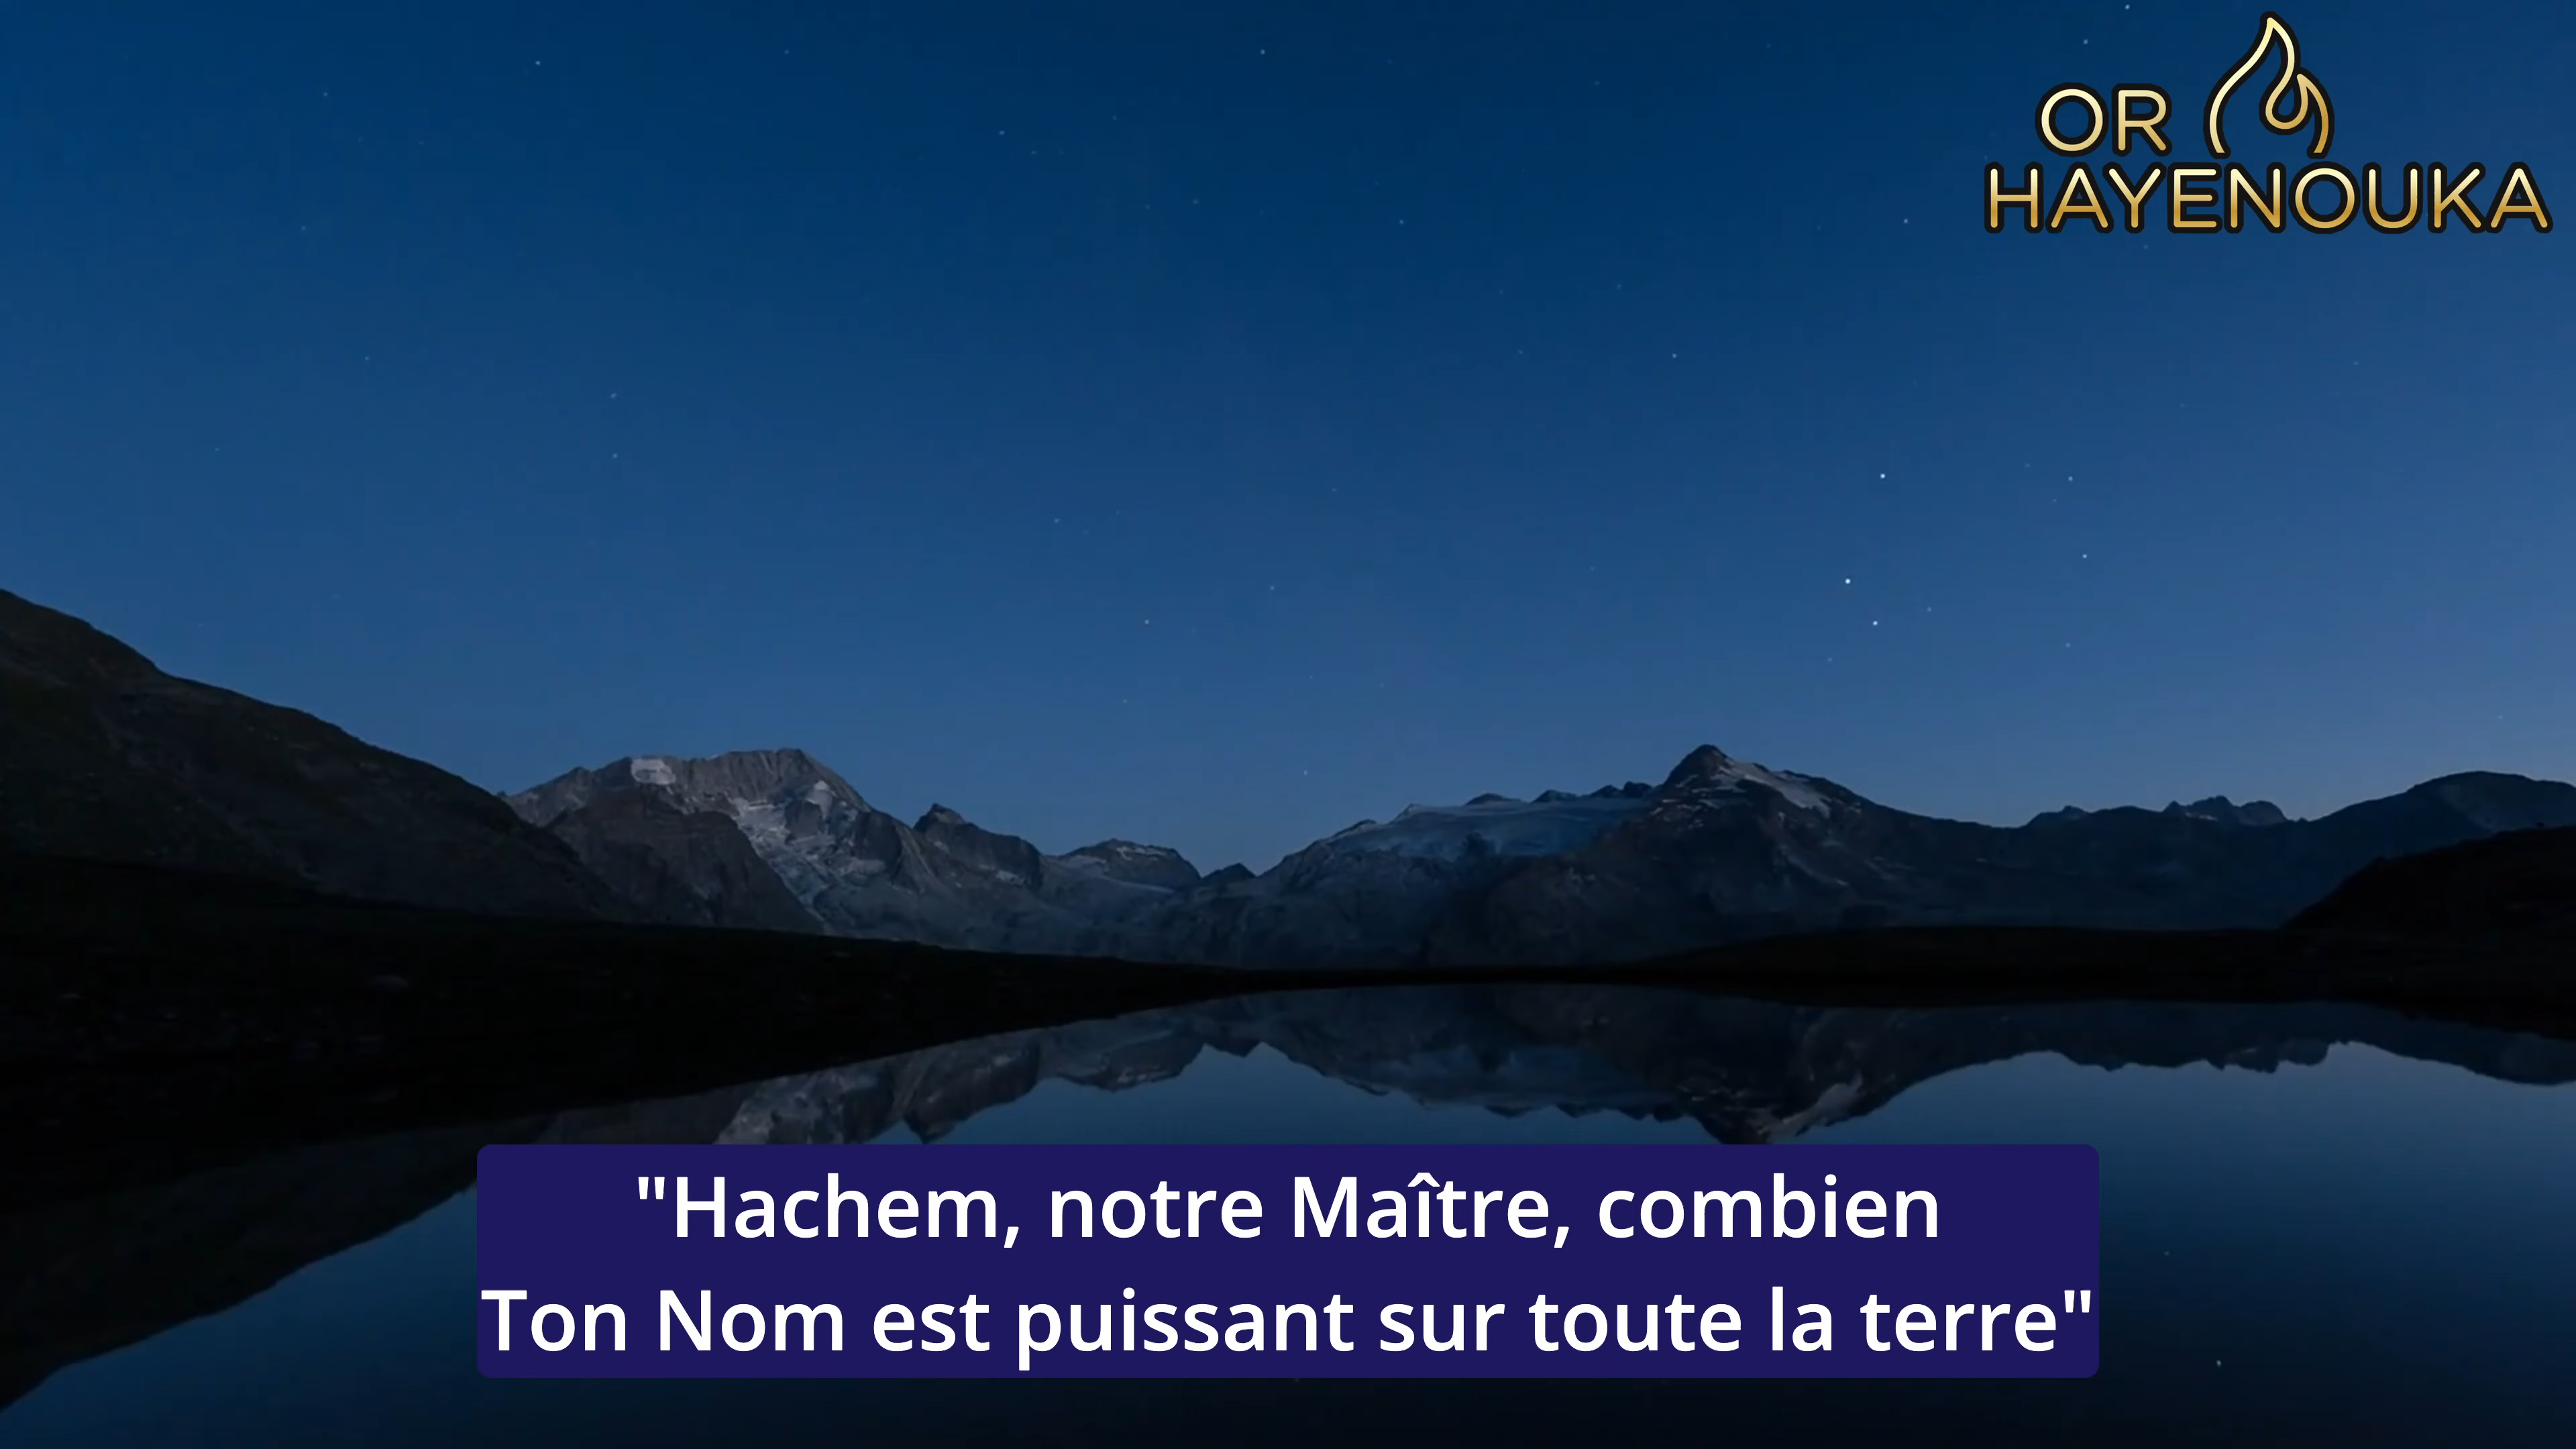 OR
HAYENOUKA
"Hachem, notre Maître, combien
Ton Nom est puissant sur toute la terre"